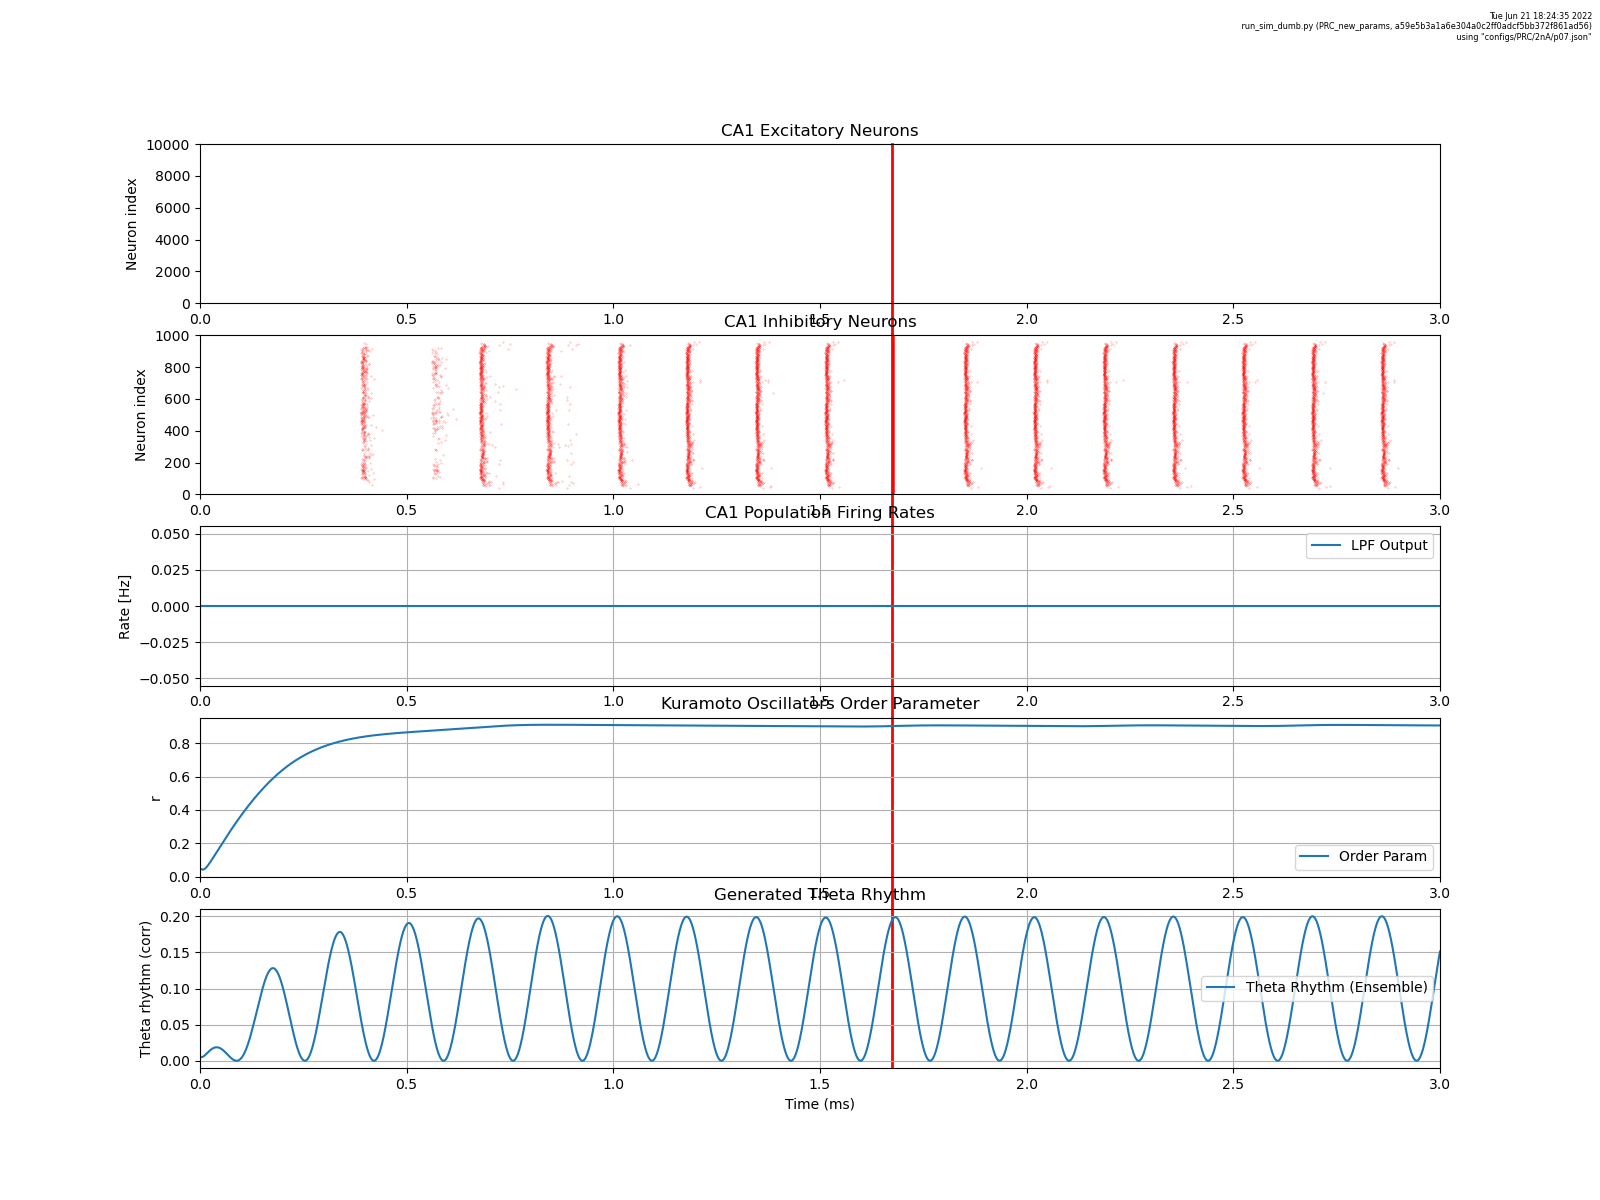 Tue Jun 21 18:24:35 2022
run_sim_dumb.py (PRC_new_params, a59e5b3a1a6e304a0c2ff0adcf5bb372f861ad56)
using "configs/PRC/2nA/p07.json"
CA1 Excitatory Neurons
Neuron index
10000
8000
6000
4000
2000
0
0.0 0.5 1.0 1.5 2.0 2.5 3.0
CA1 Inhibitory Neurons
Neuron index
1000
800
600
400
200
0
0.0 0.5 1.0 1.5 2.0 2.5 3.0
CA1 Population Firing Rates
Rate [Hz]
0.050
0.025
0.000
−0.025
−0.050
LPF Output
0.0 0.5 1.0 1.5 2.0 2.5 3.0
Kuramoto Oscillators Order Parameter
r
0.8
0.6
0.4
0.2
0.0
Order Param
0.0 0.5 1.0 1.5 2.0 2.5 3.0
Generated Theta Rhythm
Theta rhythm (corr)
0.20
0.15
0.10
0.05
0.00
Theta Rhythm (Ensemble)
0.0 0.5 1.0 1.5 2.0 2.5 3.0
Time (ms)